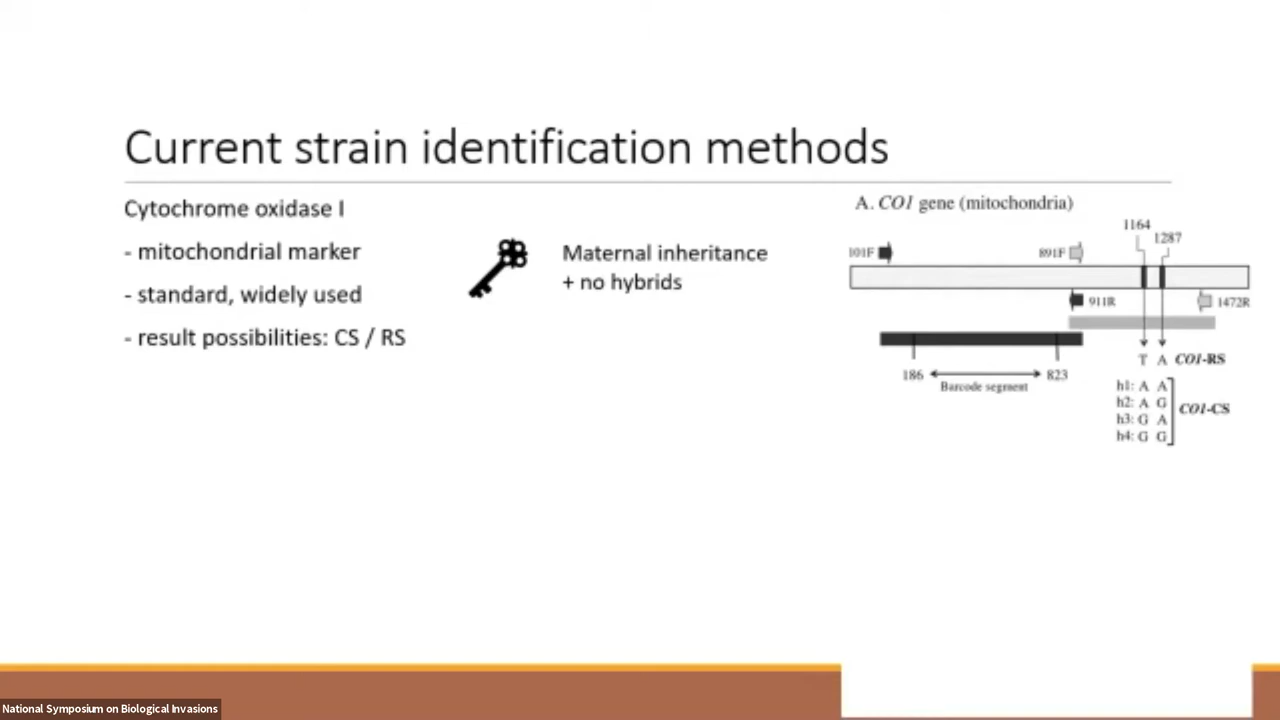 Current strain identification methods
Cytochrome oxidase I
- mitochondrial marker
- standard, widely used
- result possibilities: CS / RS
Maternal inheritance
+ no hybrids
A. CO1 gene (mitochondria)
1164
1287
101F
891F
911R
1472R
T A CO1-RS
186
823
Barcode segment
h1: A A
h2: A G
h3: G A
h4: G G
CO1-CS
National Symposium on Biological Invasions